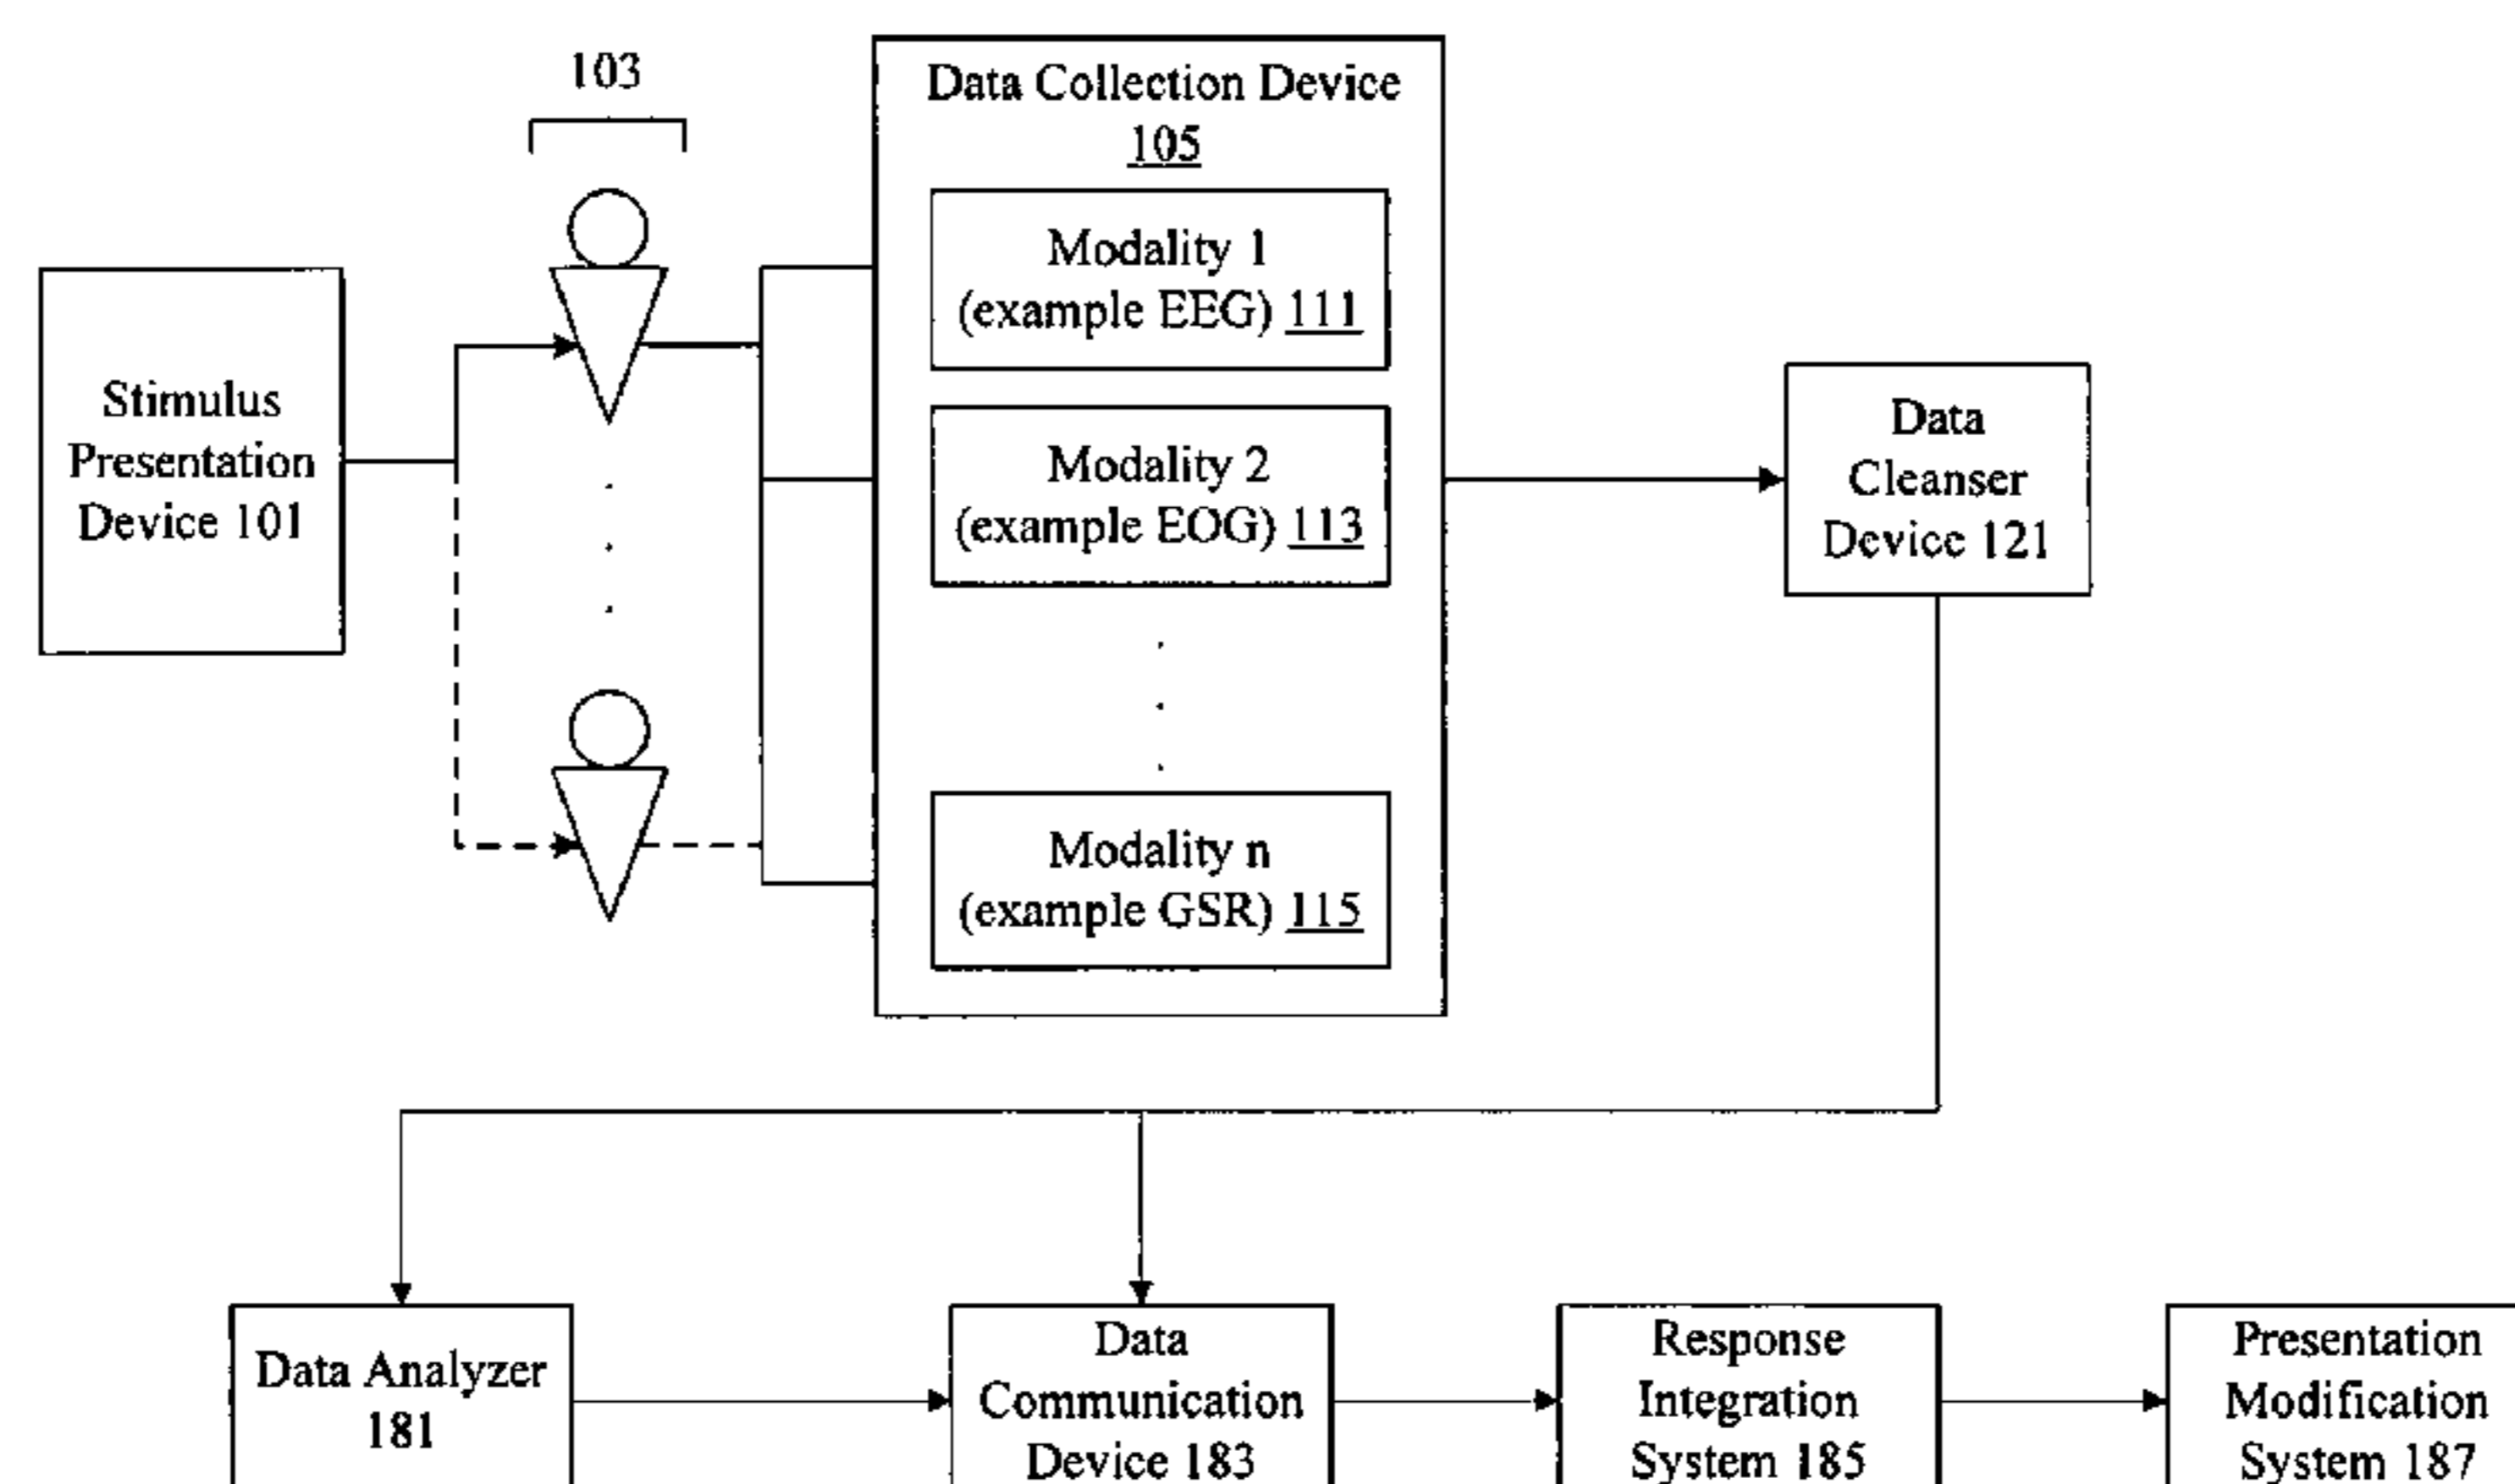 103
Data Collection Device
105
Modality 1
(example EEG) 111
Stimulus
Presentation
Device 101
Modality 2
(example EOG) 113
Data
Cleanser
Device 121
Modality n
(example GSR) 115
Data Analyzer
181
Data
Communication
Device 183
Response
Integration
System 185
Presentation
Modification
System 187